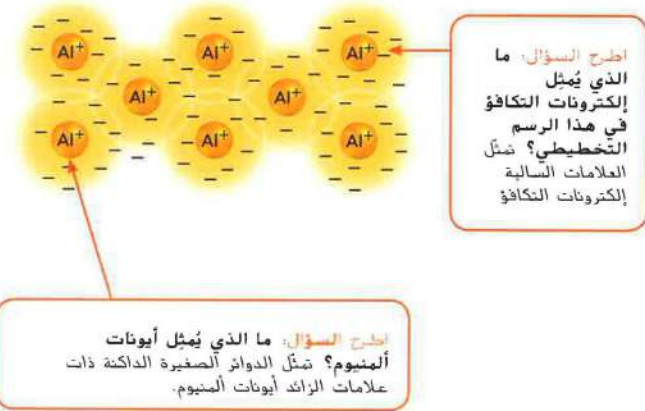 Al⁺ Al⁺ Al⁺
Al⁺ Al⁺
Al⁺ Al⁺ Al⁺
اطرح السؤال: ما
الذي يُمثِل
إلكترونات التكافؤ
في هذا الرسم
التخطيطي؟ تمثّل
العلامات السالبة
إلكترونات التكافؤ
اطرح السؤال: ما الذي يُمثِل أيونات
ألمنيوم؟ تمثّل الدوائر الصغيرة الداكنة ذات
علامات الزائد أيونات ألمنيوم.